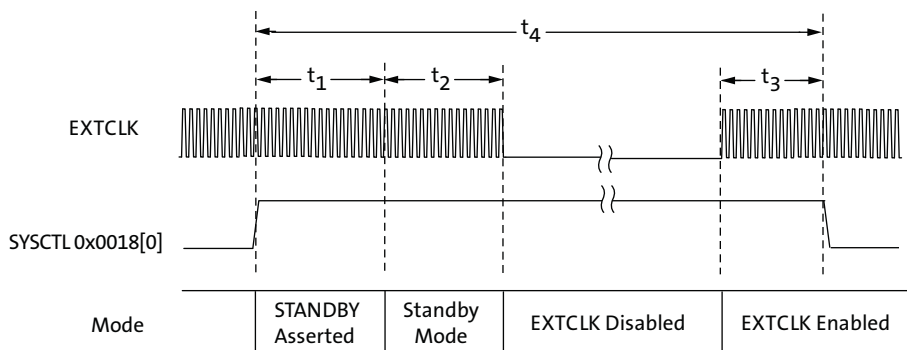 t4
t1
t2
t3
EXTCLK
SYSCTL 0x0018[0]
Mode
STANDBY
Asserted
Standby
Mode
EXTCLK Disabled
EXTCLK Enabled